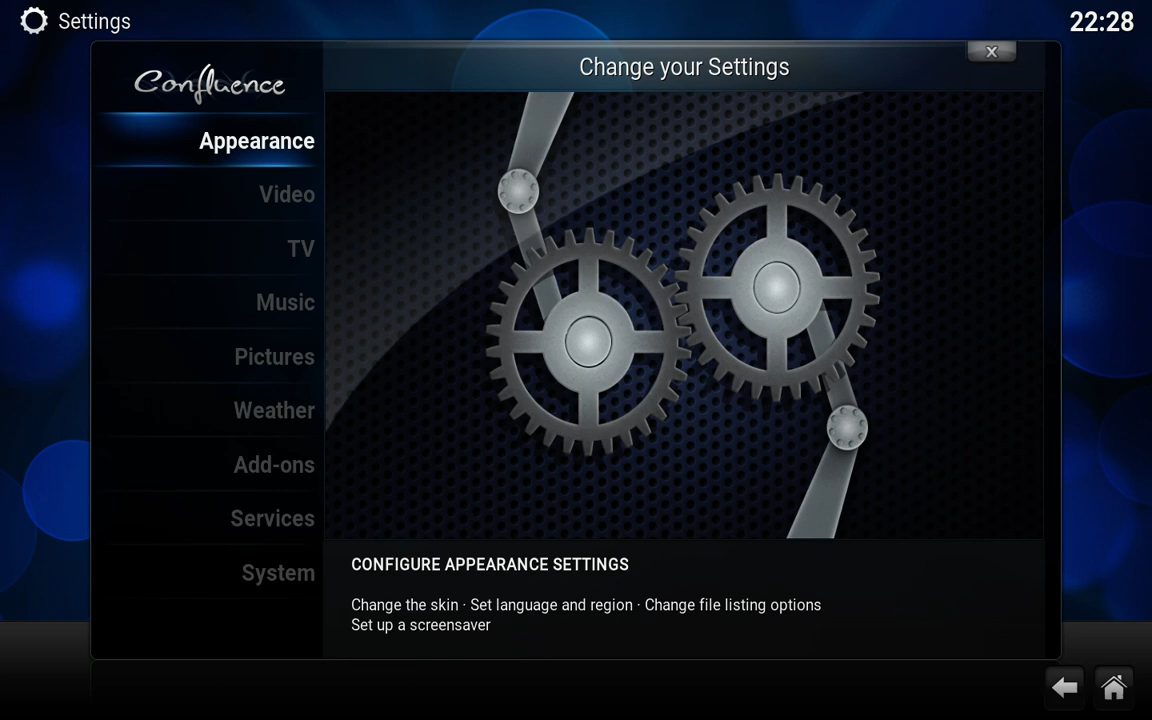 Settings
22:28
Confluence
Change your Settings
X
Appearance
Video
TV
Music
Pictures
Weather
Add-ons
Services
System
CONFIGURE APPEARANCE SETTINGS
Change the skin · Set language and region · Change file listing options
Set up a screensaver